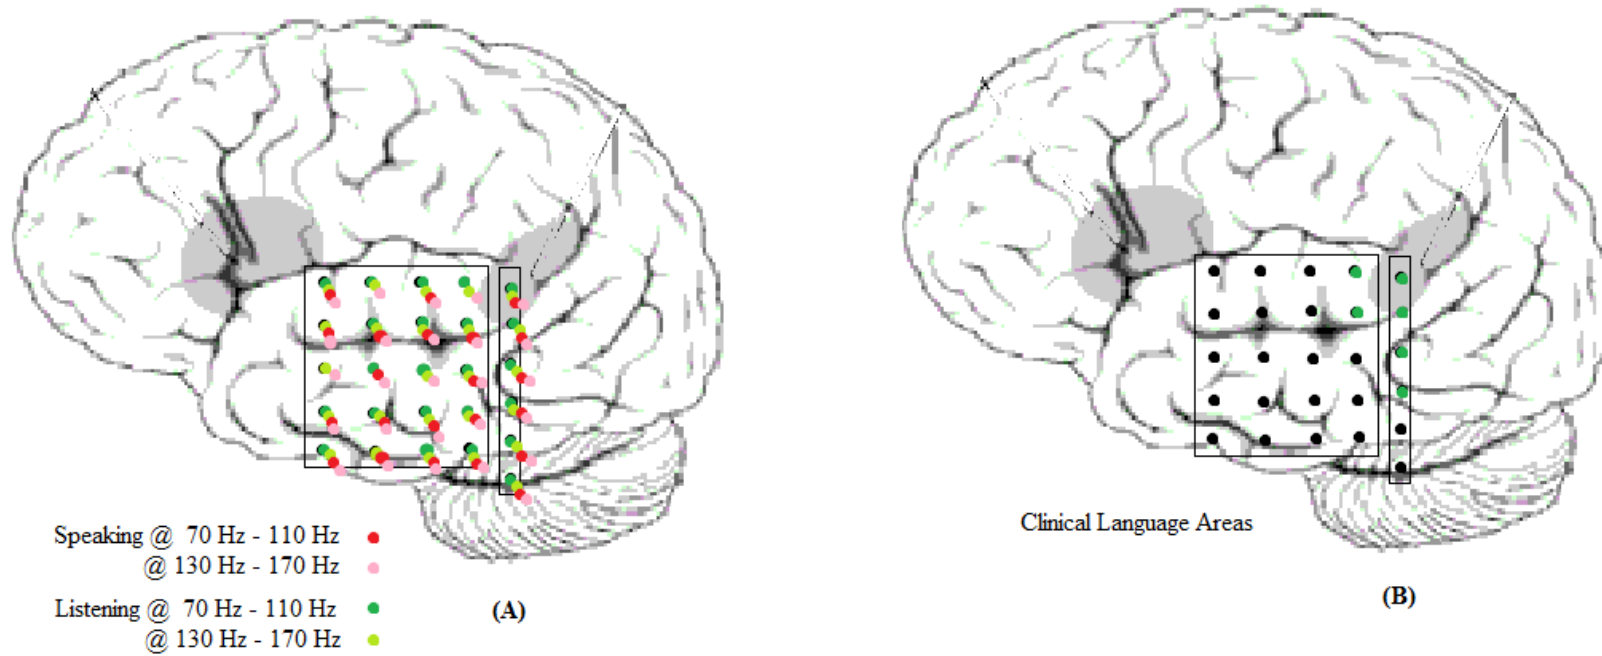 Speaking @ 70 Hz - 110 Hz
@ 130 Hz - 170 Hz
Listening @ 70 Hz - 110 Hz
@ 130 Hz - 170 Hz
(A)
Clinical Language Areas
(B)